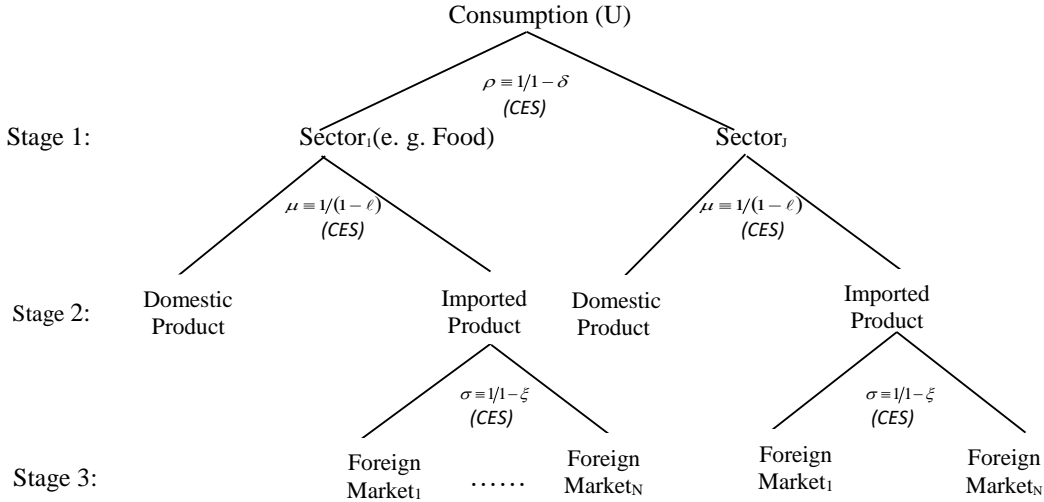 Consumption (U)
ρ ≡ 1/1 − δ
(CES)
Stage 1:
Sector₁(e. g. Food)
Sector_J
μ ≡ 1/(1 − ℓ)
(CES)
μ ≡ 1/(1 − ℓ)
(CES)
Stage 2:
Domestic
Product
Imported
Product
Domestic
Product
Imported
Product
σ ≡ 1/1 − ξ
(CES)
σ ≡ 1/1 − ξ
(CES)
Stage 3:
Foreign
Market₁
……
Foreign
Market_N
Foreign
Market₁
Foreign
Market_N